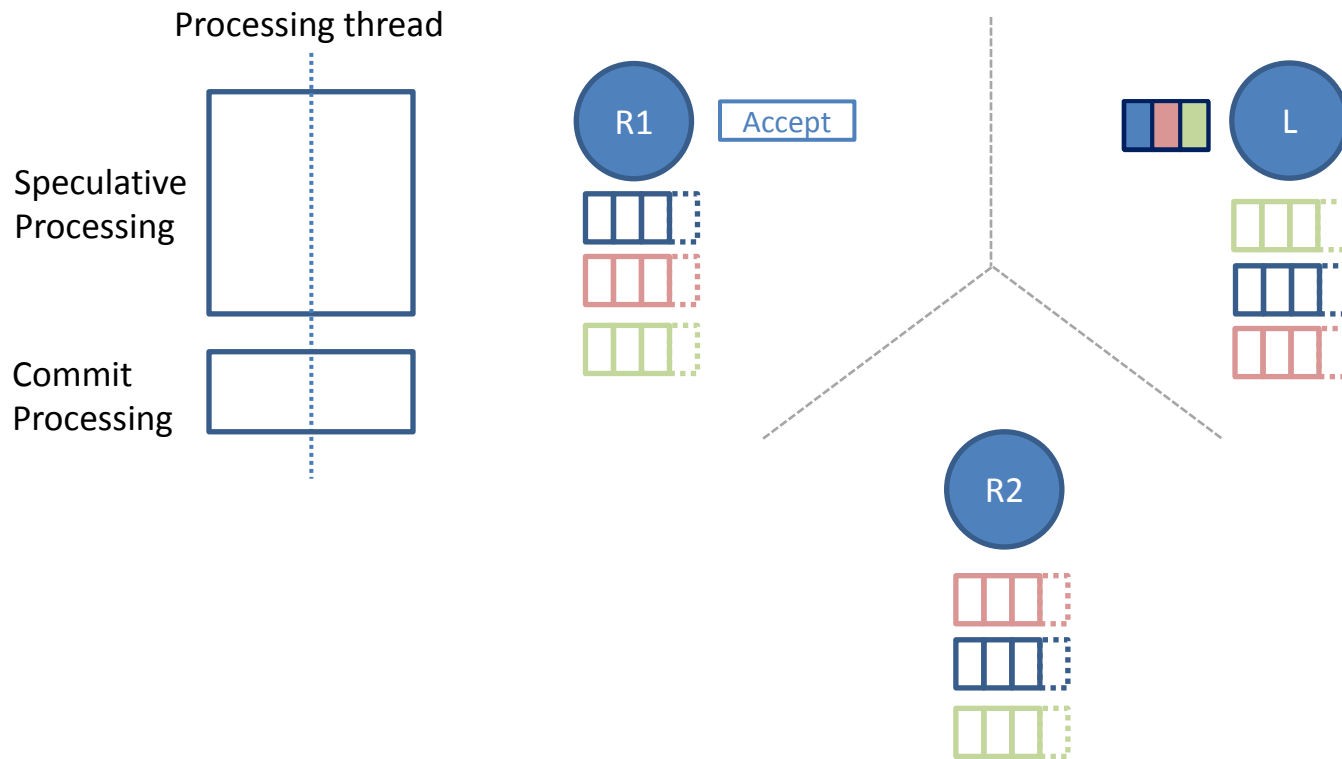 Processing thread
Speculative
Processing
Commit
Processing
R1
Accept
L
R2